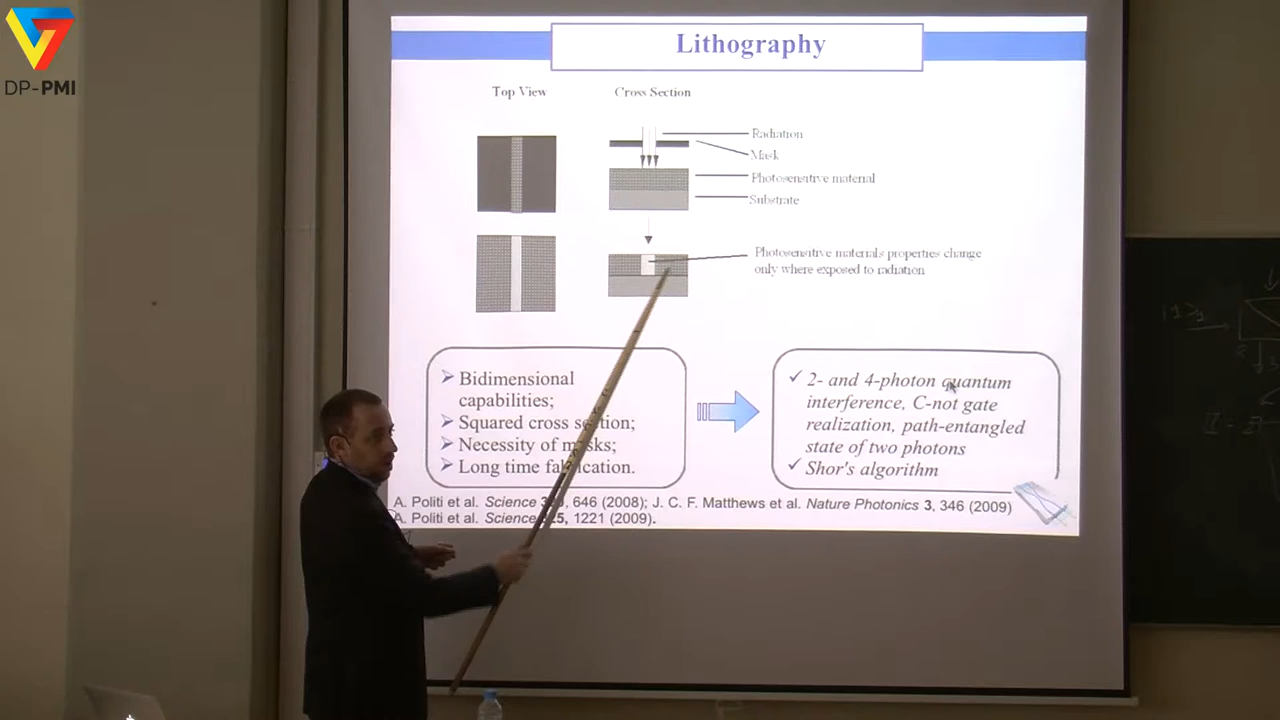 DP-PMI
Lithography
Top View
Cross Section
Radiation
Mask
Photosensitive material
Substrate
Photosensitive materials properties change
only where exposed to radiation
Bidimensional
capabilities;
Squared cross section;
Necessity of masks;
Long time fabrication.
2- and 4-photon quantum
interference, C-not gate
realization, path-entangled
state of two photons
Shor's algorithm
A. Politi et al. Science 646 (2008); J. C. F. Matthews et al. Nature Photonics 3, 346 (2009)
A. Politi et al. Science 1221 (2009).